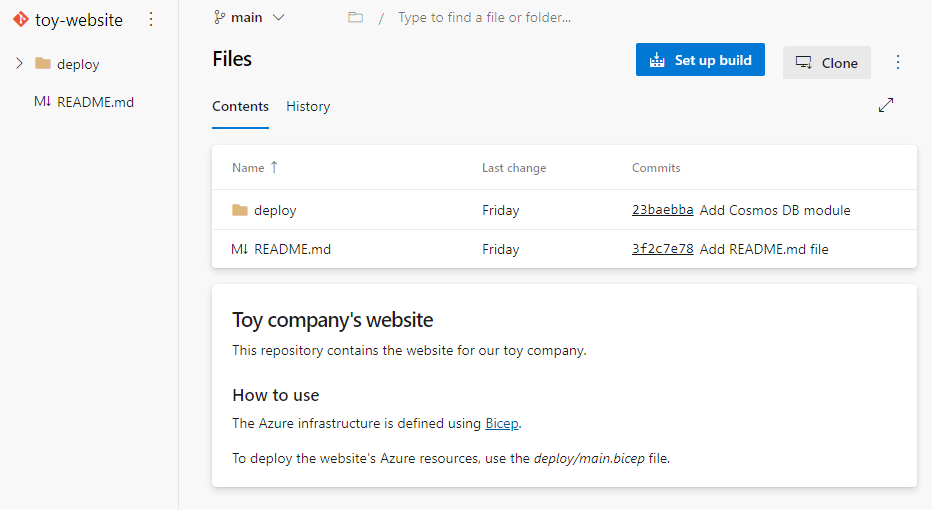 toy-website
deploy
M↓ README.md
main
/ Type to find a file or folder...
Files
Set up build
Clone
Contents History
Name ↑ Last change Commits
deploy Friday 23baebba Add Cosmos DB module
M↓ README.md Friday 3f2c7e78 Add README.md file
Toy company's website
This repository contains the website for our toy company.
How to use
The Azure infrastructure is defined using Bicep.
To deploy the website's Azure resources, use the deploy/main.bicep file.